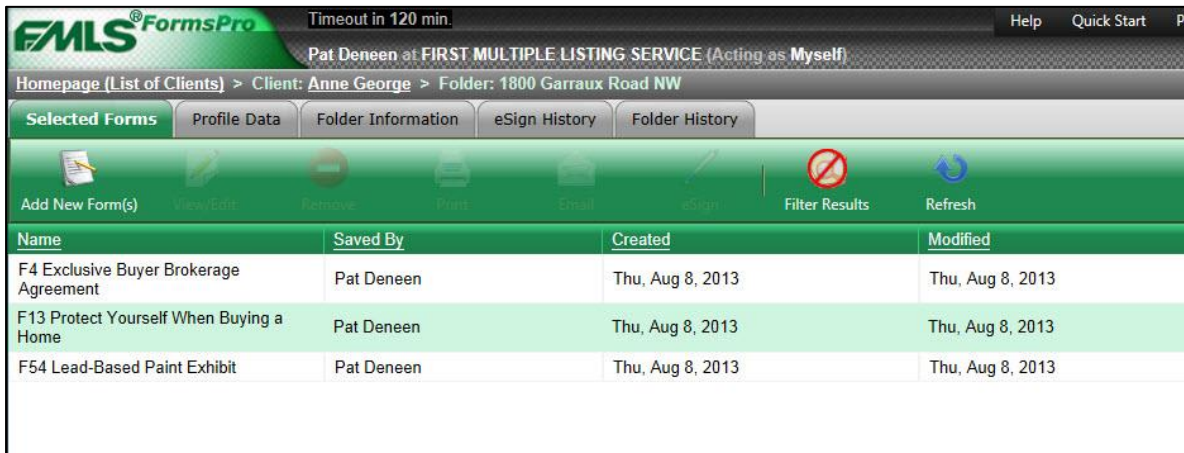 FMLS®FormsPro
Timeout in 120 min.
Help Quick Start P
Pat Deneen at FIRST MULTIPLE LISTING SERVICE (Acting as Myself)
Homepage (List of Clients) > Client: Anne George > Folder: 1800 Garraux Road NW
Selected Forms Profile Data Folder Information eSign History Folder History
Add New Form(s) View/Edit Remove Print Email eSign Filter Results Refresh
Name Saved By Created Modified
F4 Exclusive Buyer Brokerage
Agreement Pat Deneen Thu, Aug 8, 2013 Thu, Aug 8, 2013
F13 Protect Yourself When Buying a
Home Pat Deneen Thu, Aug 8, 2013 Thu, Aug 8, 2013
F54 Lead-Based Paint Exhibit Pat Deneen Thu, Aug 8, 2013 Thu, Aug 8, 2013